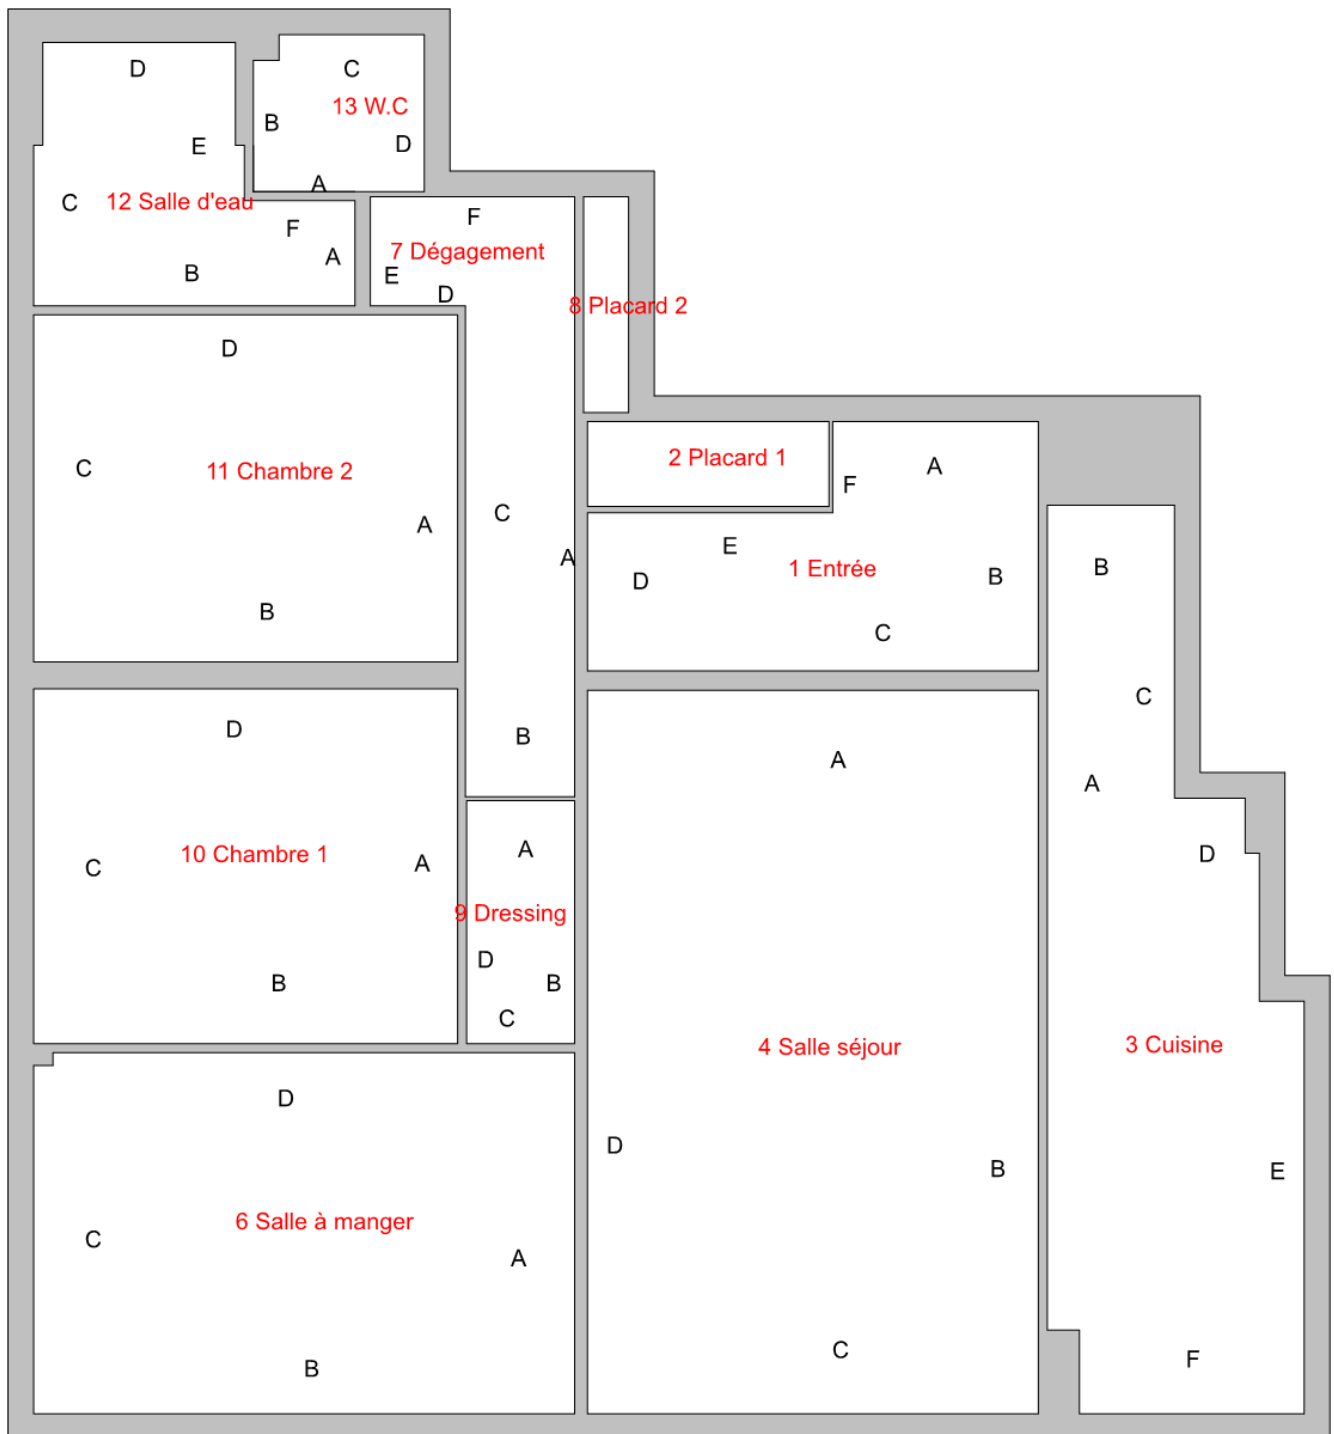 D
C
13 W.C
B
D
E
A
C
12 Salle d'eau
F
A
B
F
7 Dégagement
E
D
8 Placard 2
D
C
11 Chambre 2
A
B
C
A
B
2 Placard 1
A
F
E
D
1 Entrée
B
C
B
C
A
D
3 Cuisine
E
F
D
C
10 Chambre 1
A
B
A
9 Dressing
D
B
C
A
4 Salle séjour
D
B
C
D
6 Salle à manger
C
A
B